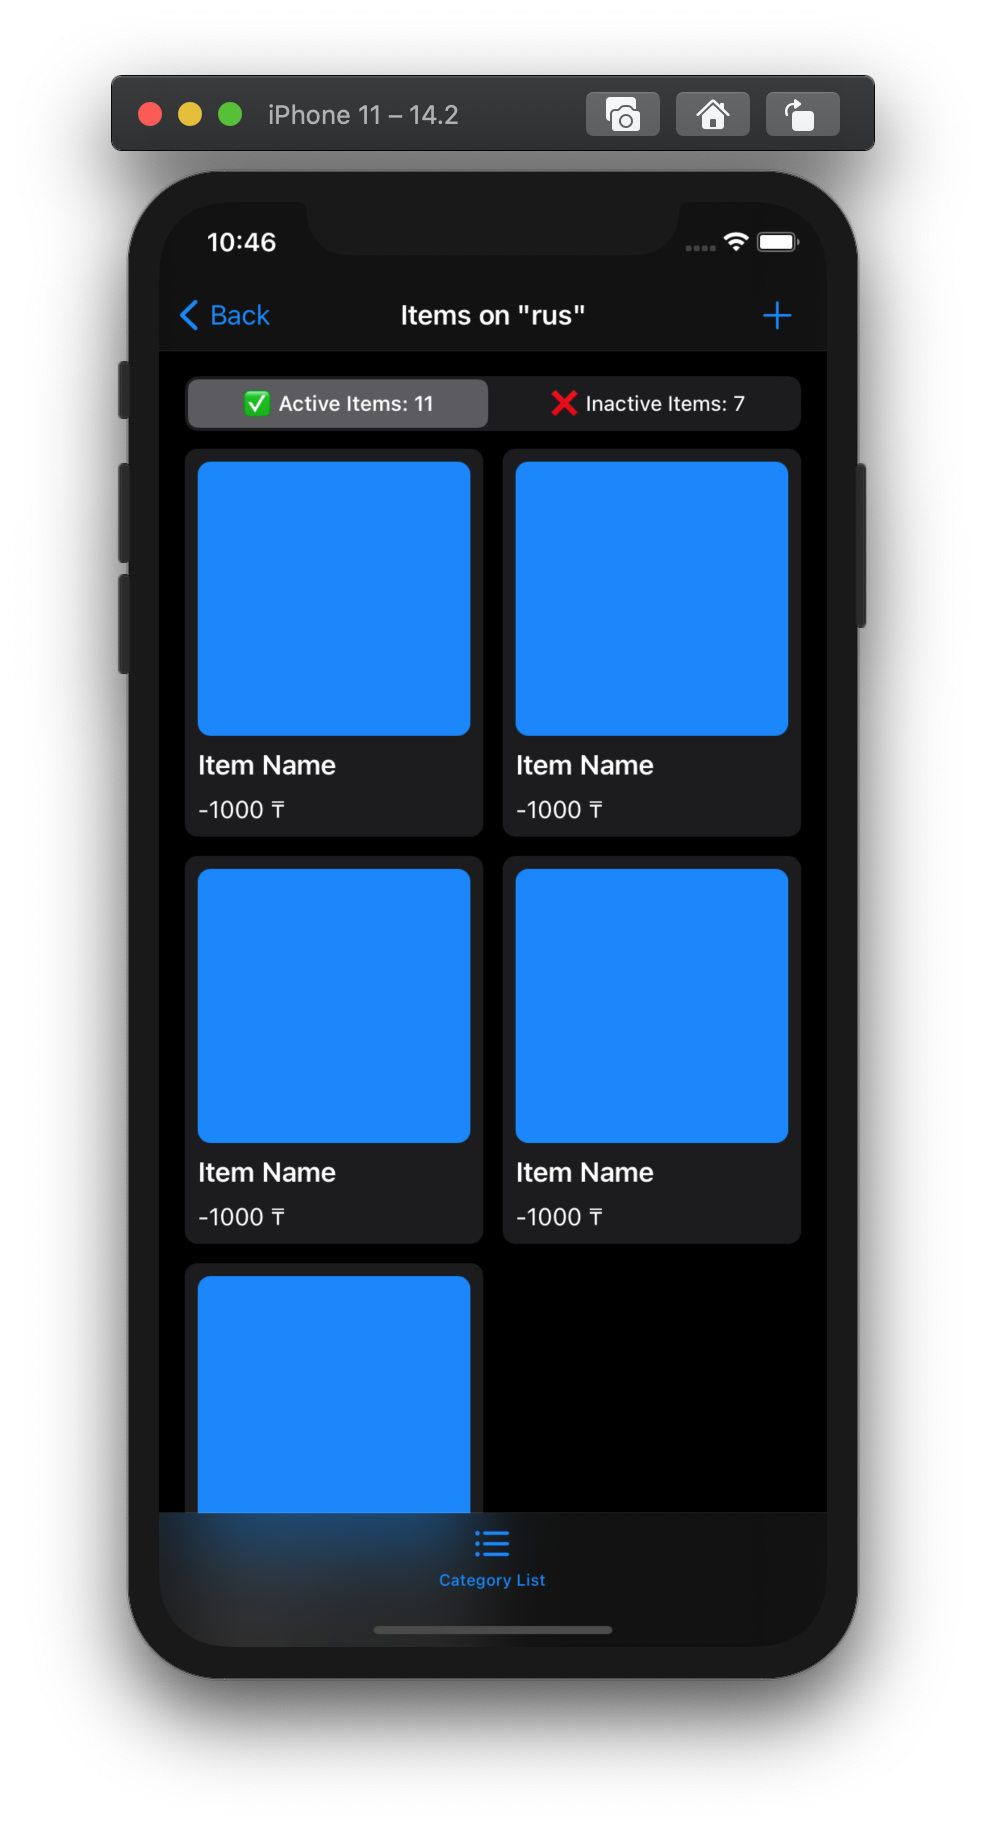 iPhone 11 – 14.2
10:46
Back
Items on "rus"
✅ Active Items: 11
❌ Inactive Items: 7
Item Name
-1000 ₸
Item Name
-1000 ₸
Item Name
-1000 ₸
Item Name
-1000 ₸
Category List